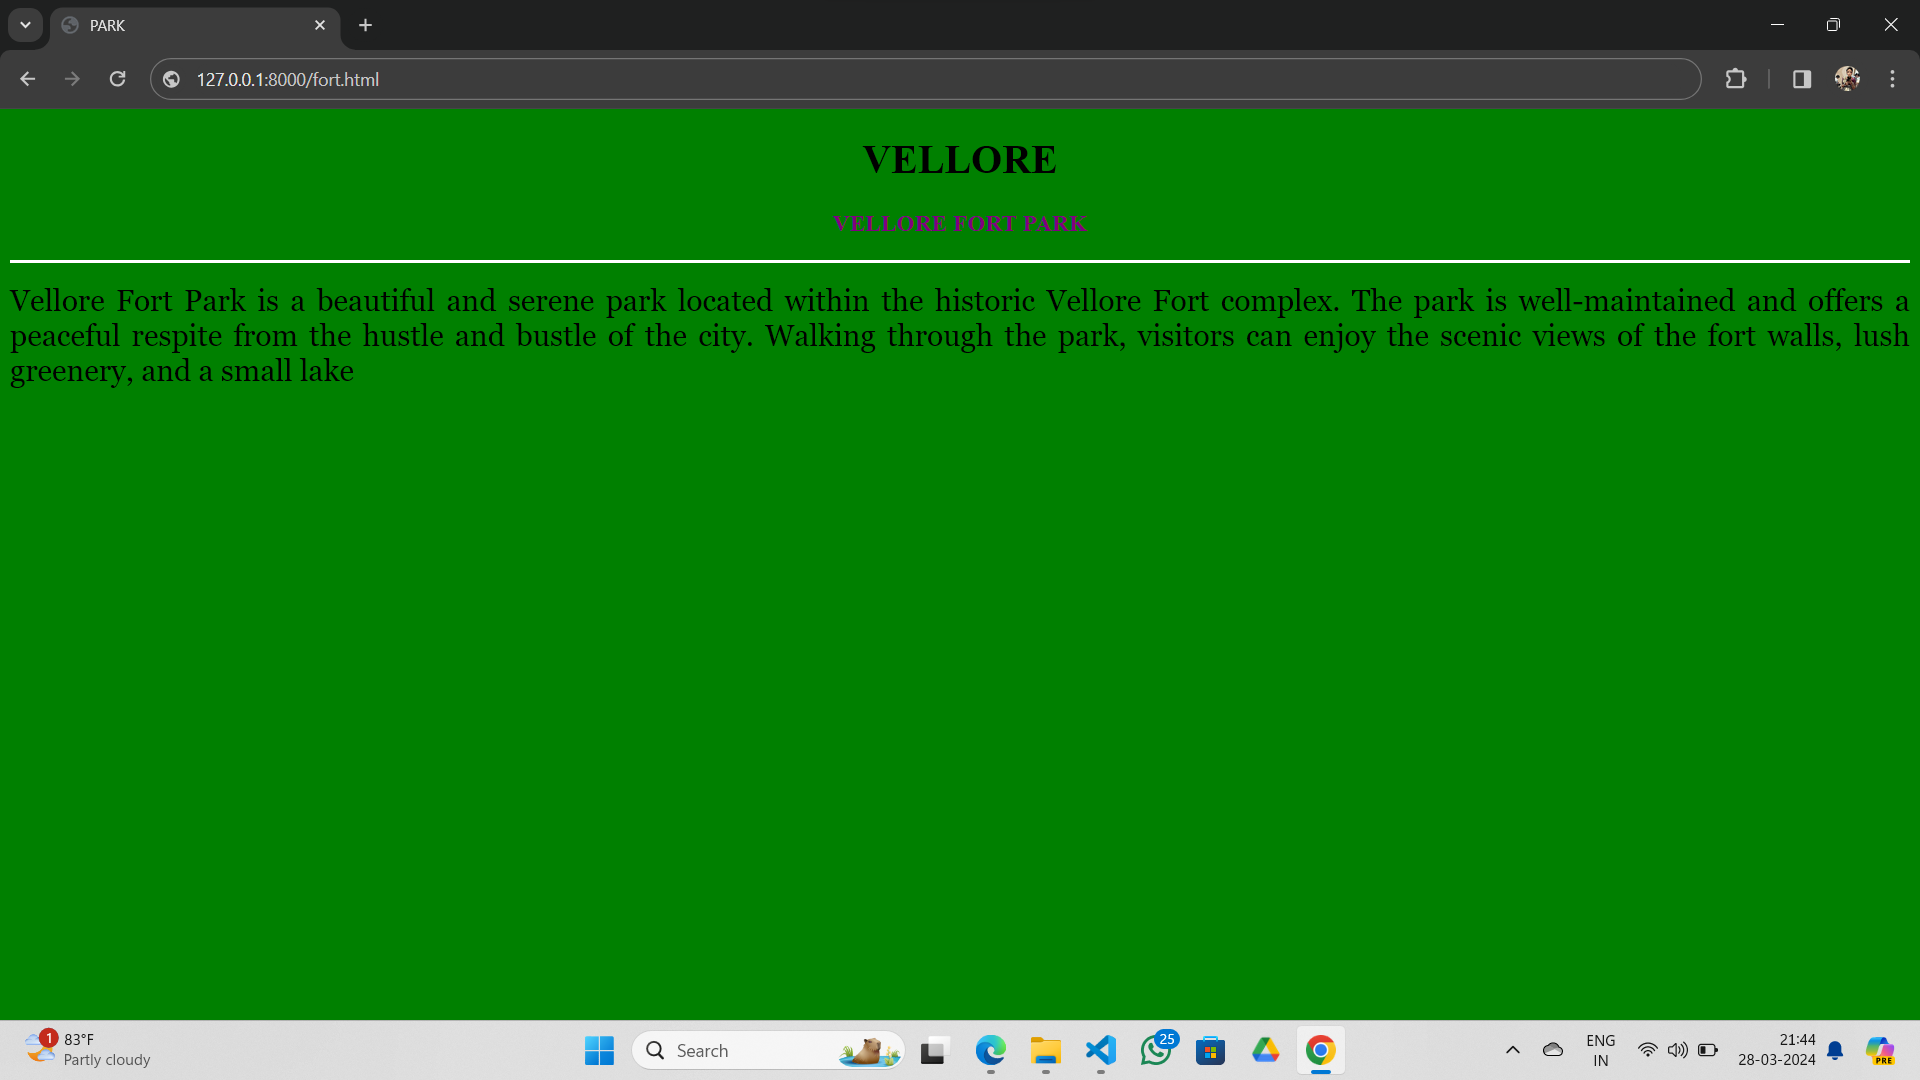 PARK
127.0.0.1:8000/fort.html
VELLORE
VELLORE FORT PARK
Vellore Fort Park is a beautiful and serene park located within the historic Vellore Fort complex. The park is well-maintained and offers a
peaceful respite from the hustle and bustle of the city. Walking through the park, visitors can enjoy the scenic views of the fort walls, lush
greenery, and a small lake
1
83°F
Partly cloudy
Search
25
ENG
IN
21:44
28-03-2024
PRE